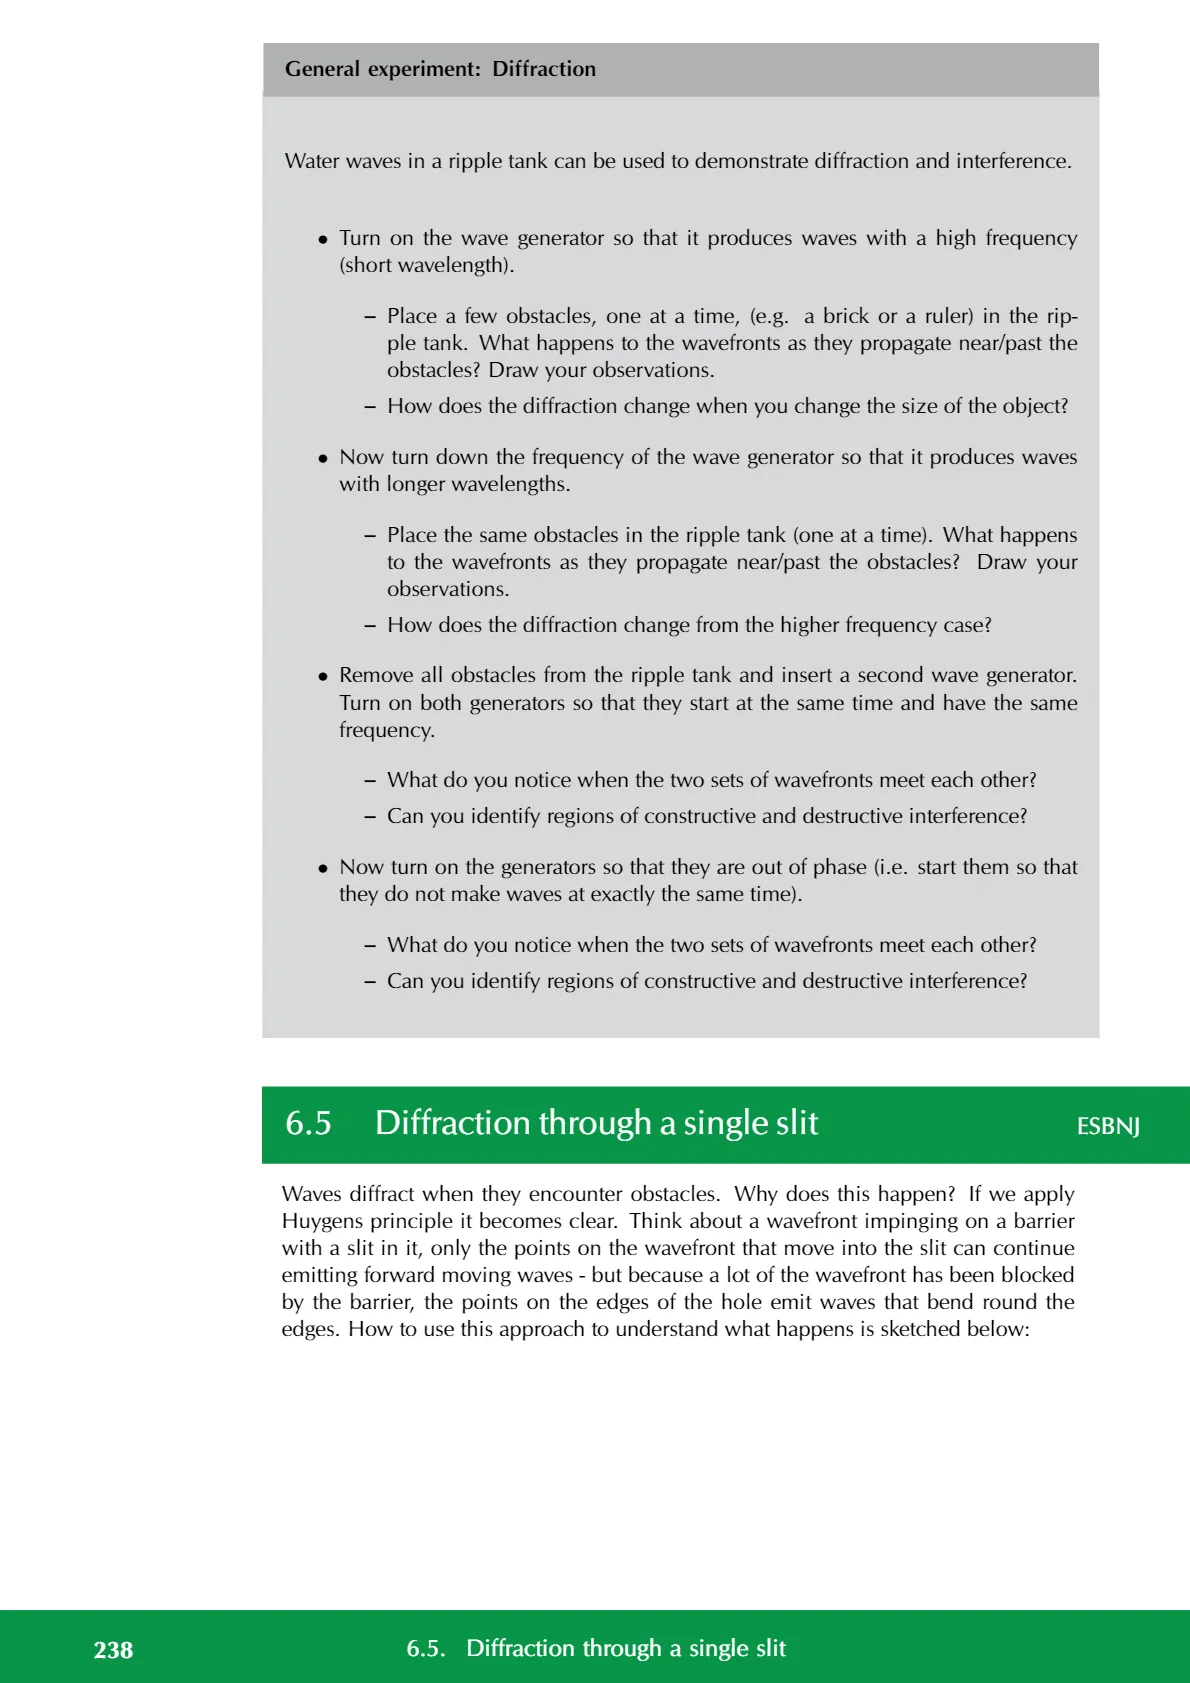 General experiment: Diffraction
Water waves in a ripple tank can be used to demonstrate diffraction and interference.
• Turn on the wave generator so that it produces waves with a high frequency
(short wavelength).
– Place a few obstacles, one at a time, (e.g. a brick or a ruler) in the rip-
ple tank. What happens to the wavefronts as they propagate near/past the
obstacles? Draw your observations.
– How does the diffraction change when you change the size of the object?
• Now turn down the frequency of the wave generator so that it produces waves
with longer wavelengths.
– Place the same obstacles in the ripple tank (one at a time). What happens
to the wavefronts as they propagate near/past the obstacles? Draw your
observations.
– How does the diffraction change from the higher frequency case?
• Remove all obstacles from the ripple tank and insert a second wave generator.
Turn on both generators so that they start at the same time and have the same
frequency.
– What do you notice when the two sets of wavefronts meet each other?
– Can you identify regions of constructive and destructive interference?
• Now turn on the generators so that they are out of phase (i.e. start them so that
they do not make waves at exactly the same time).
– What do you notice when the two sets of wavefronts meet each other?
– Can you identify regions of constructive and destructive interference?
6.5 Diffraction through a single slit ESBNJ
Waves diffract when they encounter obstacles. Why does this happen? If we apply
Huygens principle it becomes clear. Think about a wavefront impinging on a barrier
with a slit in it, only the points on the wavefront that move into the slit can continue
emitting forward moving waves - but because a lot of the wavefront has been blocked
by the barrier, the points on the edges of the hole emit waves that bend round the
edges. How to use this approach to understand what happens is sketched below:
238 6.5. Diffraction through a single slit